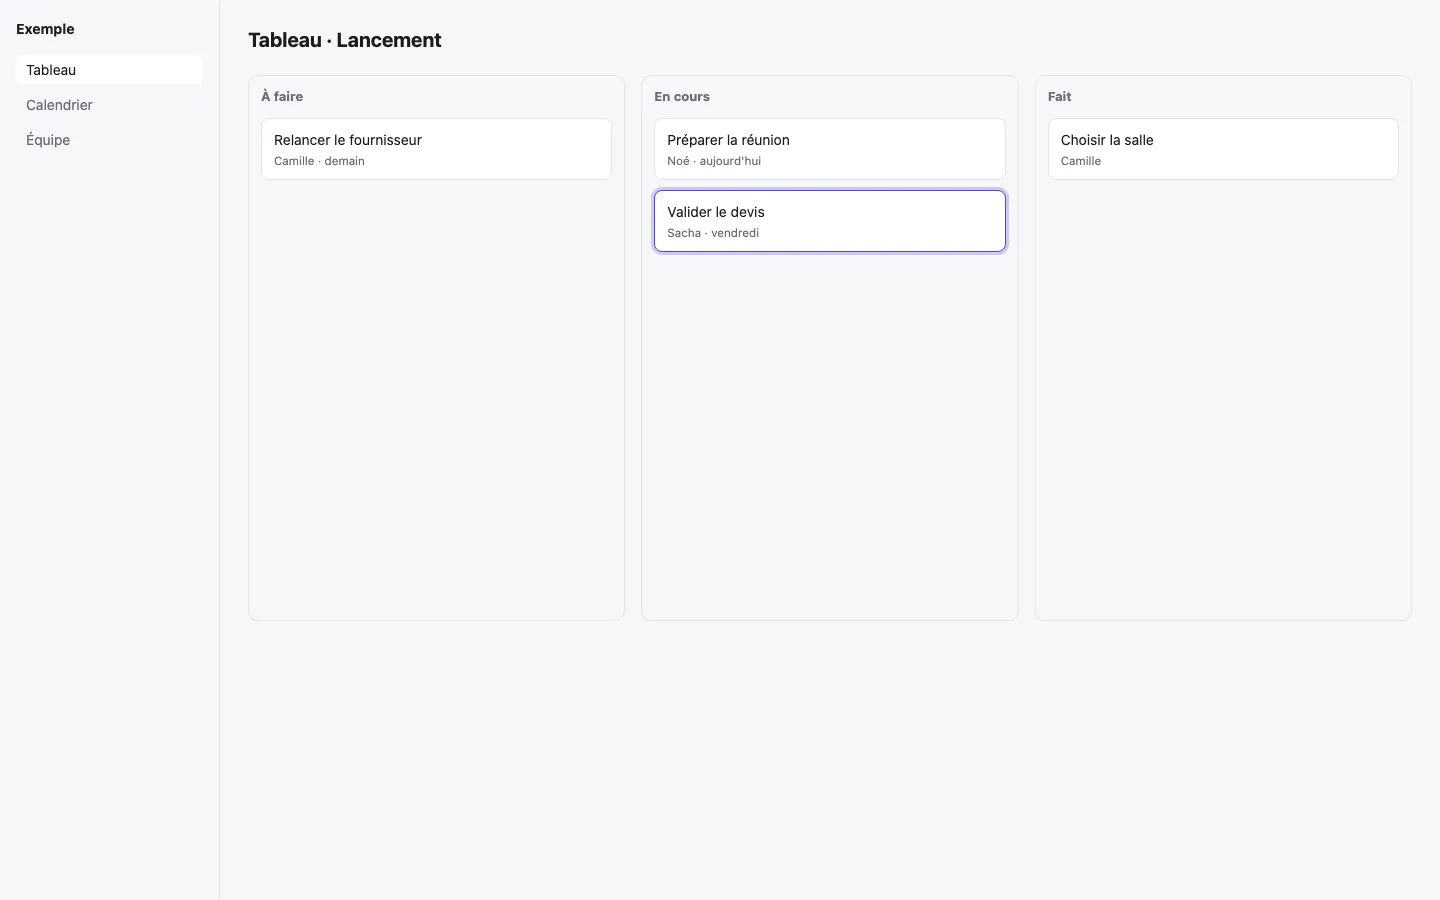 Exemple
Tableau
Calendrier
Équipe
Tableau · Lancement
À faire
Relancer le fournisseur
Camille · demain
En cours
Préparer la réunion
Noé · aujourd'hui
Valider le devis
Sacha · vendredi
Fait
Choisir la salle
Camille